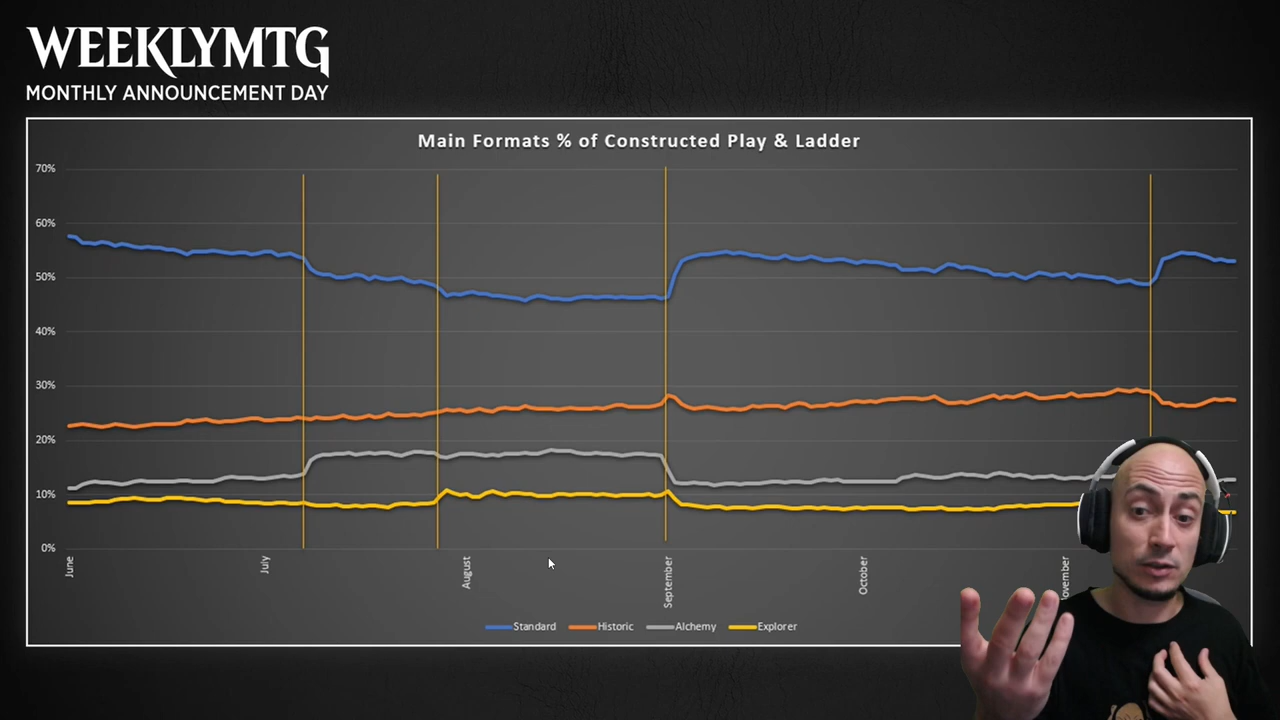 WEEKLYMTG
MONTHLY ANNOUNCEMENT DAY
Main Formats % of Constructed Play & Ladder
70%
60%
50%
40%
30%
20%
10%
0%
June
July
August
September
October
ovember
Standard Historic Alchemy Explorer